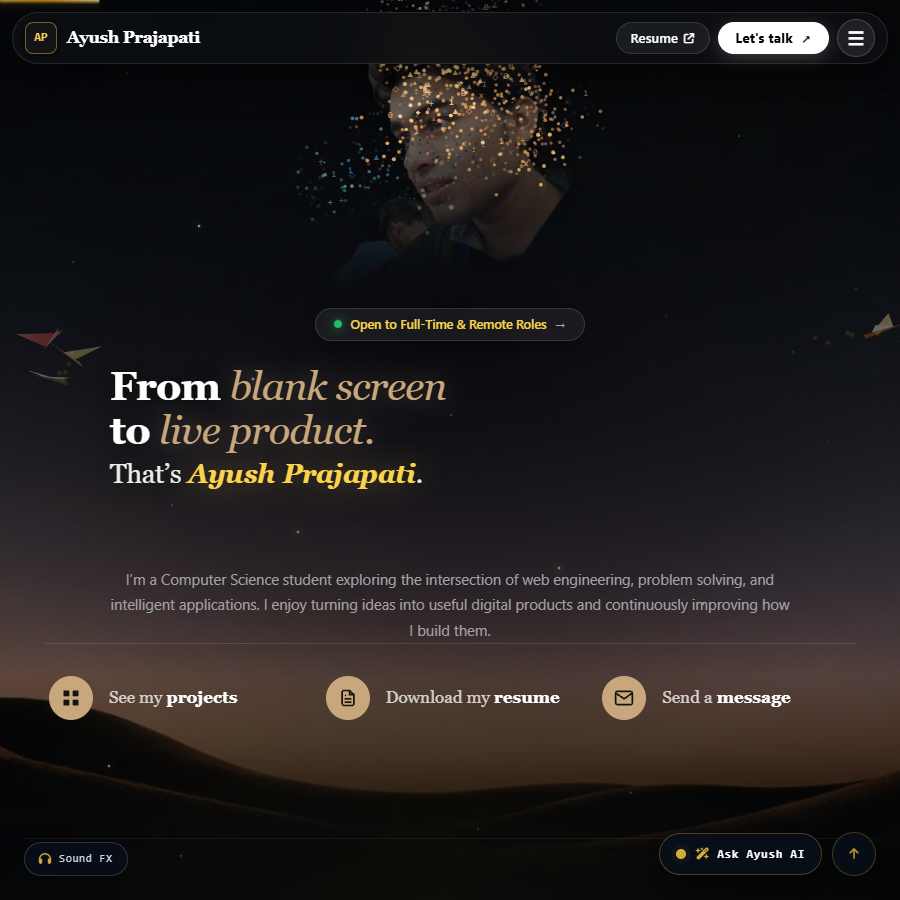 AP
Ayush Prajapati
Resume
Let's talk ↗
Open to Full-Time & Remote Roles →
From blank screen
to live product.
That’s Ayush Prajapati.
I’m a Computer Science student exploring the intersection of web engineering, problem solving, and
intelligent applications. I enjoy turning ideas into useful digital products and continuously improving how
I build them.
See my projects
Download my resume
Send a message
Sound FX
Ask Ayush AI